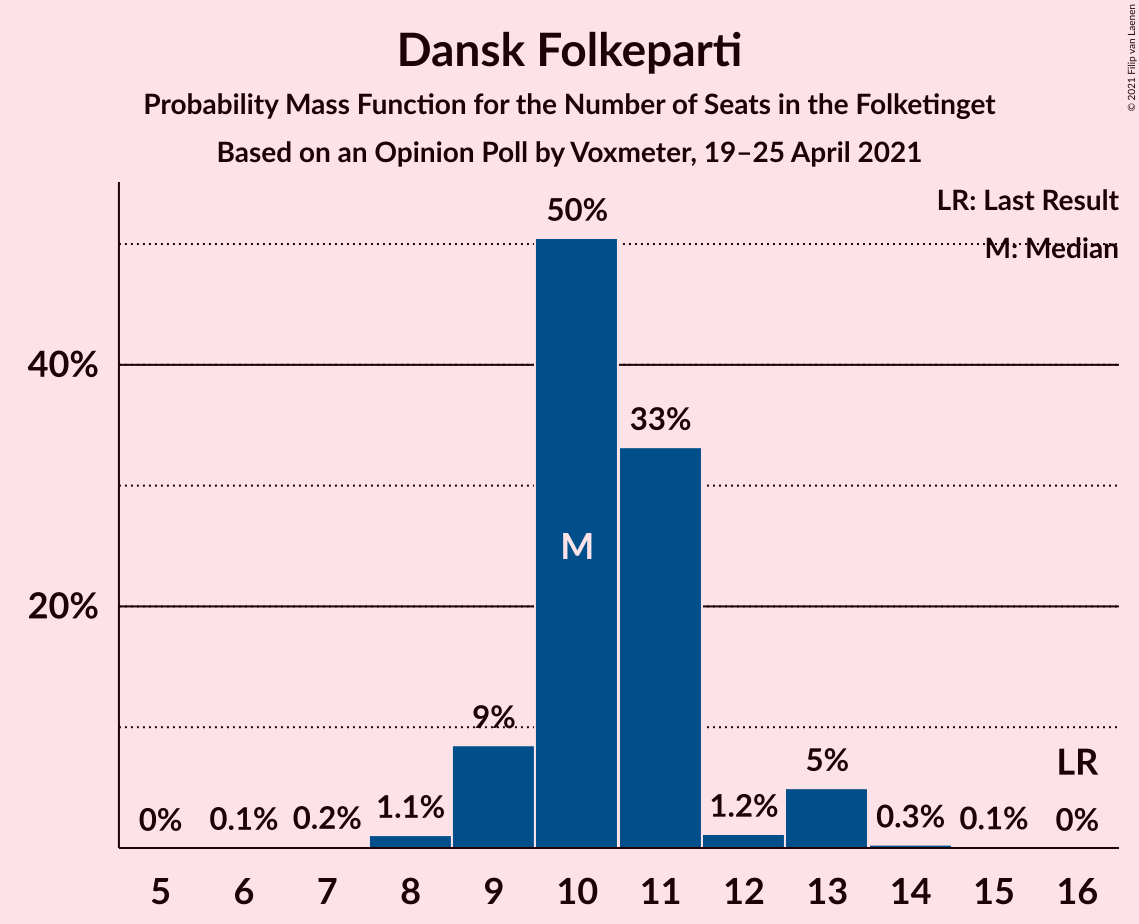 Dansk Folkeparti
Probability Mass Function for the Number of Seats in the Folketinget
Based on an Opinion Poll by Voxmeter, 19–25 April 2021
© 2021 Filip van Laenen
LR: Last Result
M: Median
50%
40%
33%
M
20%
9%
5%
LR
0% 0.1% 0.2% 1.1% 1.2% 0.3% 0.1% 0%
5 6 7 8 9 10 11 12 13 14 15 16